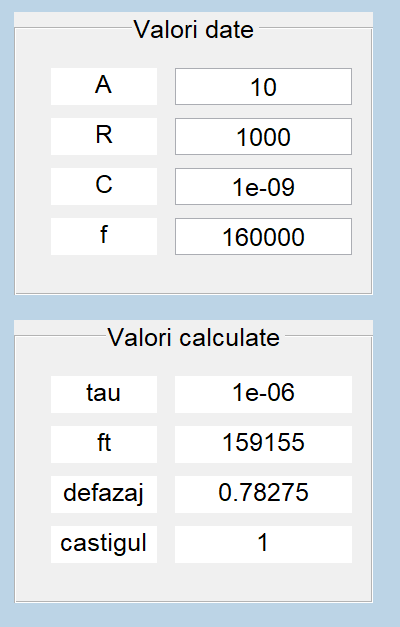 Valori date
A 10
R 1000
C 1e-09
f 160000
Valori calculate
tau 1e-06
ft 159155
defazaj 0.78275
castigul 1